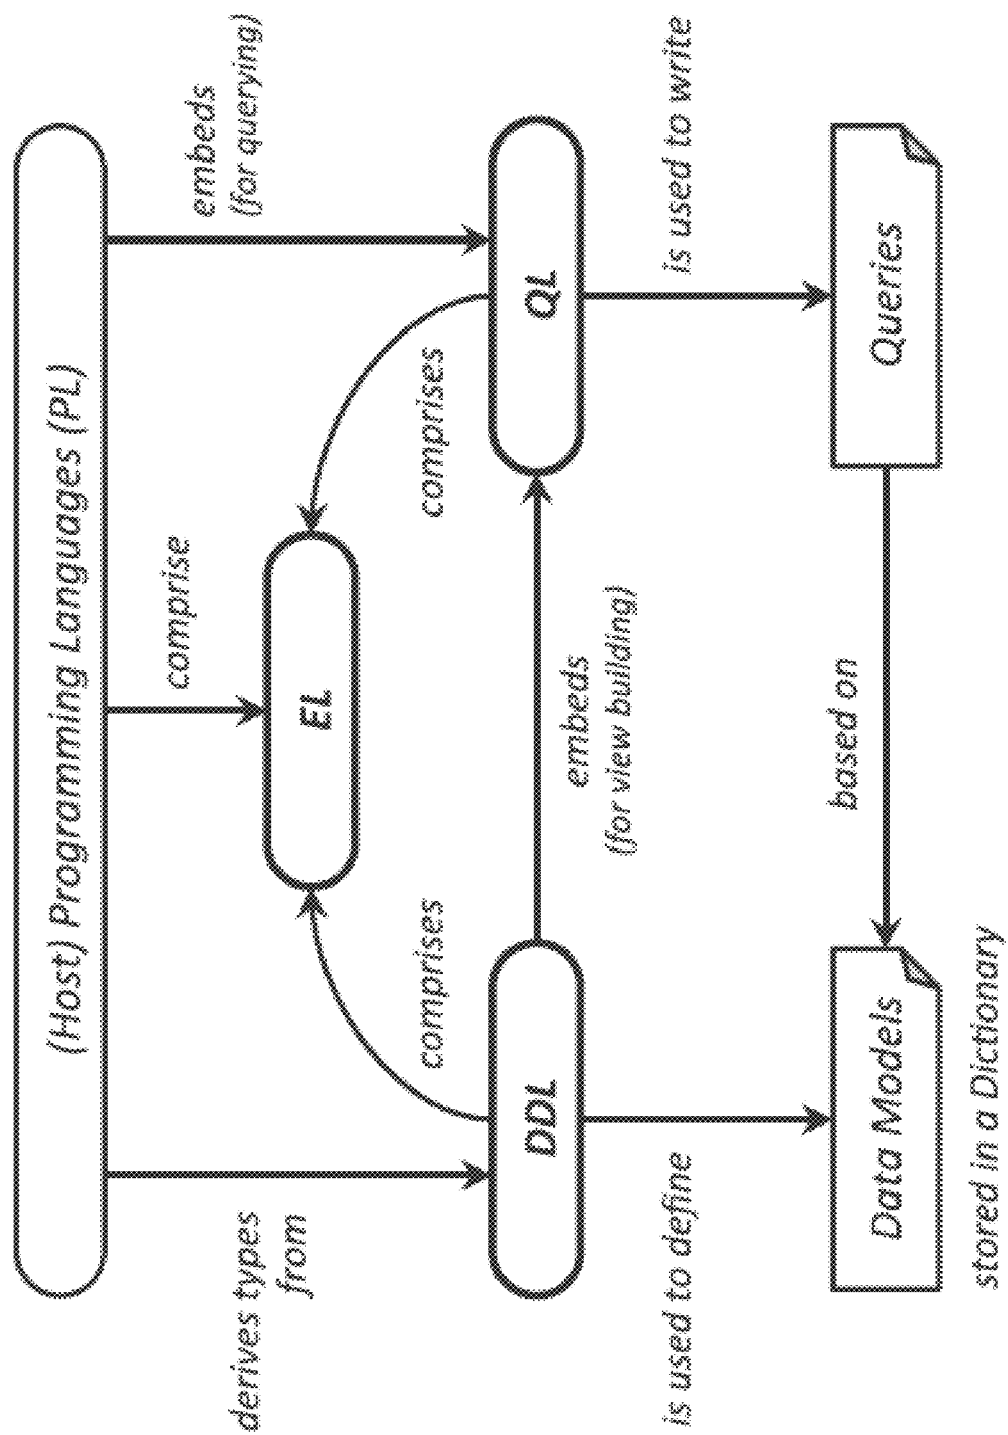 (Host) Programming Languages (PL)
derives types
from
comprise
embeds
(for querying)
EL
comprises
comprises
DDL
embeds
(for view building)
QL
is used to define
is used to write
Data Models
based on
Queries
stored in a Dictionary